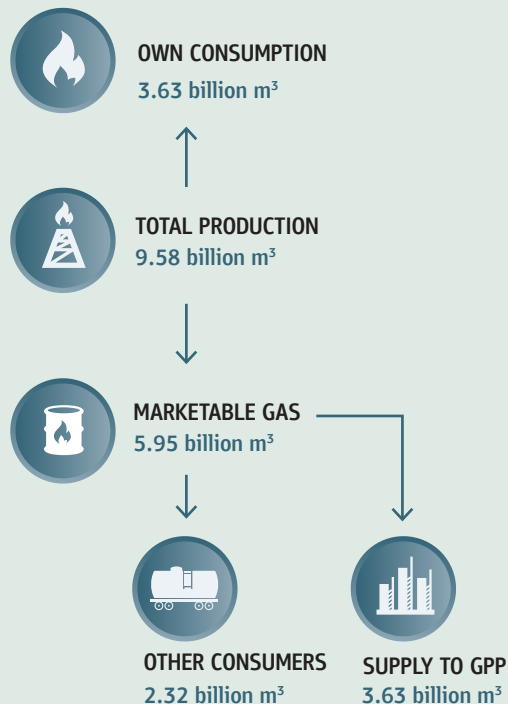 OWN CONSUMPTION
3.63 billion m³
TOTAL PRODUCTION
9.58 billion m³
MARKETABLE GAS
5.95 billion m³
OTHER CONSUMERS
2.32 billion m³
SUPPLY TO GPP
3.63 billion m³